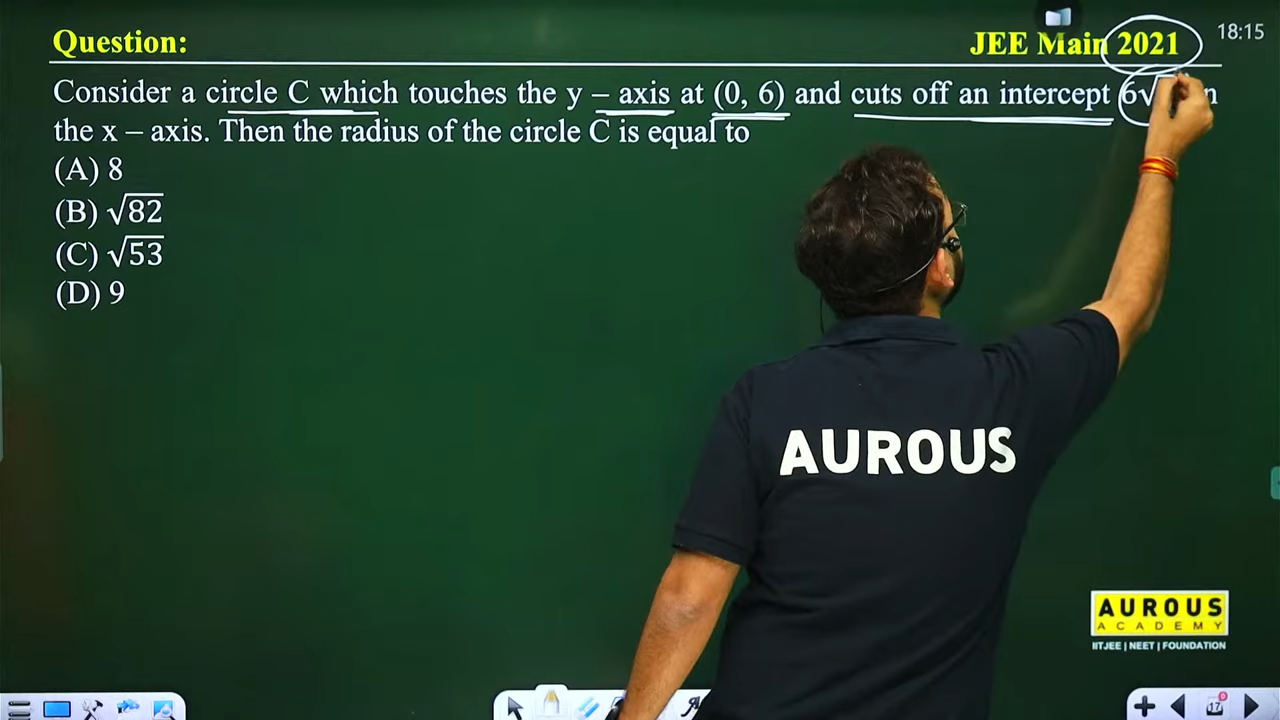 Question:
JEE Main 2021
18:15
Consider a circle C which touches the y – axis at (0, 6) and cuts off an intercept 6√
the x – axis. Then the radius of the circle C is equal to
(A) 8
(B) √82
(C) √53
(D) 9
AUROUS
AUROUS
ACADEMY
IITJEE | NEET | FOUNDATION
17